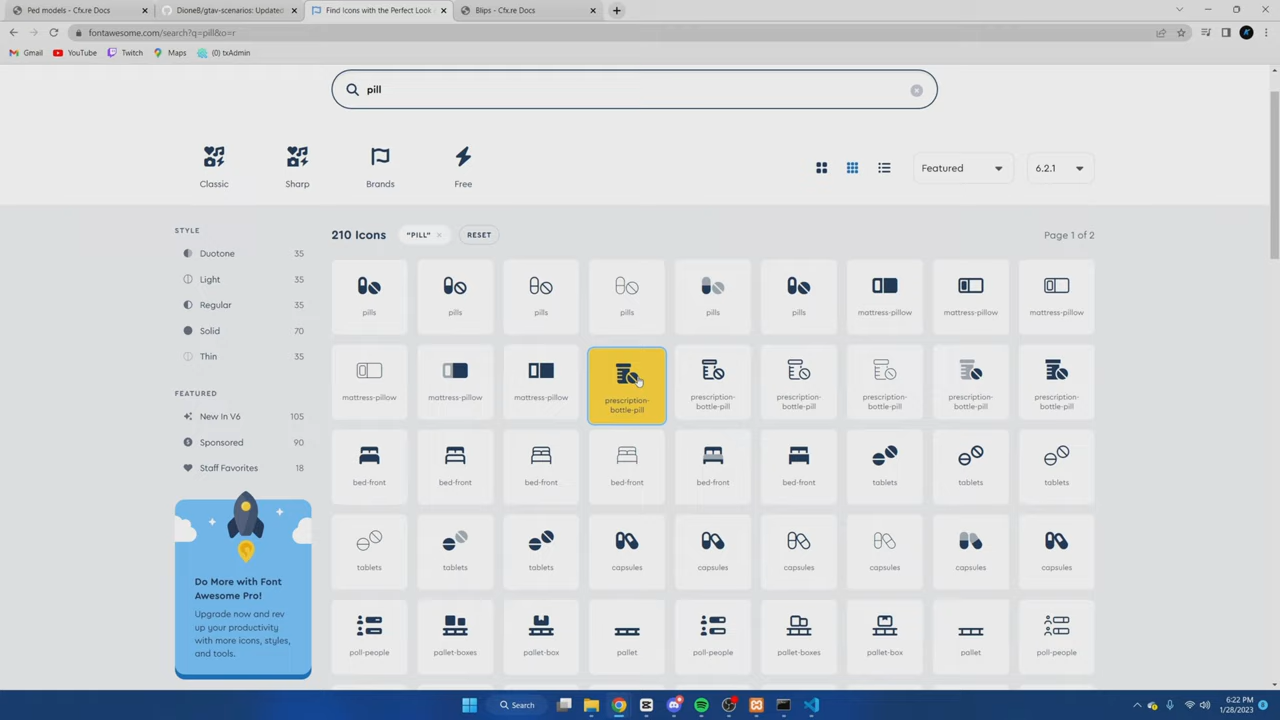 Ped models - Cfx.re Docs
DioneB/gtav-scenarios: Updated
Find Icons with the Perfect Look
Blips - Cfx.re Docs
fontawesome.com/search?q=pill&o=r
Gmail
YouTube
Twitch
Maps
(0) txAdmin
pill
Classic
Sharp
Brands
Free
Featured
6.2.1
STYLE
Duotone 35
Light 35
Regular 35
Solid 70
Thin 35
FEATURED
New In V6 105
Sponsored 90
Staff Favorites 18
Do More with Font
Awesome Pro!
Upgrade now and rev
up your productivity
with more icons, styles,
and tools.
210 Icons "PILL" × RESET Page 1 of 2
pills pills pills pills pills pills mattress-pillow mattress-pillow mattress-pillow
mattress-pillow mattress-pillow mattress-pillow prescription- prescription- prescription- prescription- prescription- prescription-
bottle-pill bottle-pill bottle-pill bottle-pill bottle-pill bottle-pill
bed-front bed-front bed-front bed-front bed-front bed-front tablets tablets tablets
tablets tablets tablets capsules capsules capsules capsules capsules capsules
poll-people pallet-boxes pallet-box pallet poll-people pallet-boxes pallet-box pallet poll-people
Search
6:22 PM
1/28/2023